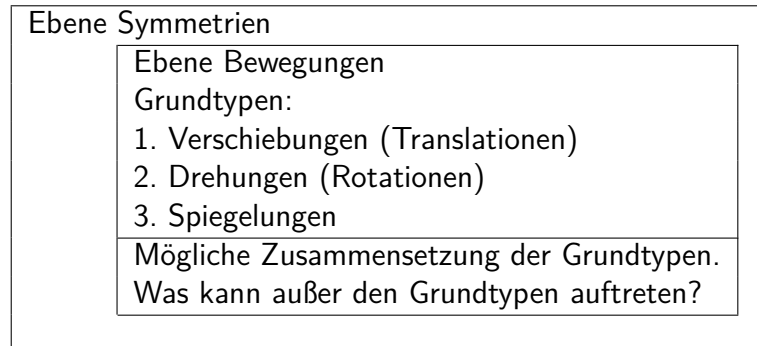 Ebene Symmetrien
Ebene Bewegungen
Grundtypen:
1. Verschiebungen (Translationen)
2. Drehungen (Rotationen)
3. Spiegelungen
Mögliche Zusammensetzung der Grundtypen.
Was kann außer den Grundtypen auftreten?